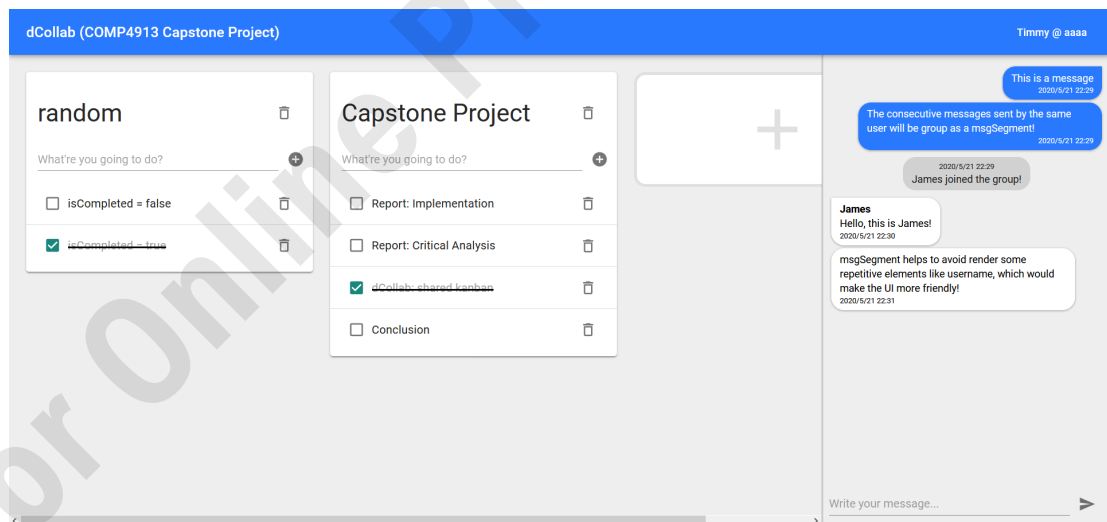 dCollab (COMP4913 Capstone Project)
Timmy @ aaaa
random
What're you going to do?
isCompleted = false
isCompleted = true
Capstone Project
What're you going to do?
Report: Implementation
Report: Critical Analysis
dCollab: shared kanban
Conclusion
This is a message
2020/5/21 22:29
The consecutive messages sent by the same
user will be group as a msgSegment!
2020/5/21 22:29
2020/5/21 22:29
James joined the group!
James
Hello, this is James!
2020/5/21 22:30
msgSegment helps to avoid render some
repetitive elements like username, which would
make the UI more friendly!
2020/5/21 22:31
Write your message...
or Online